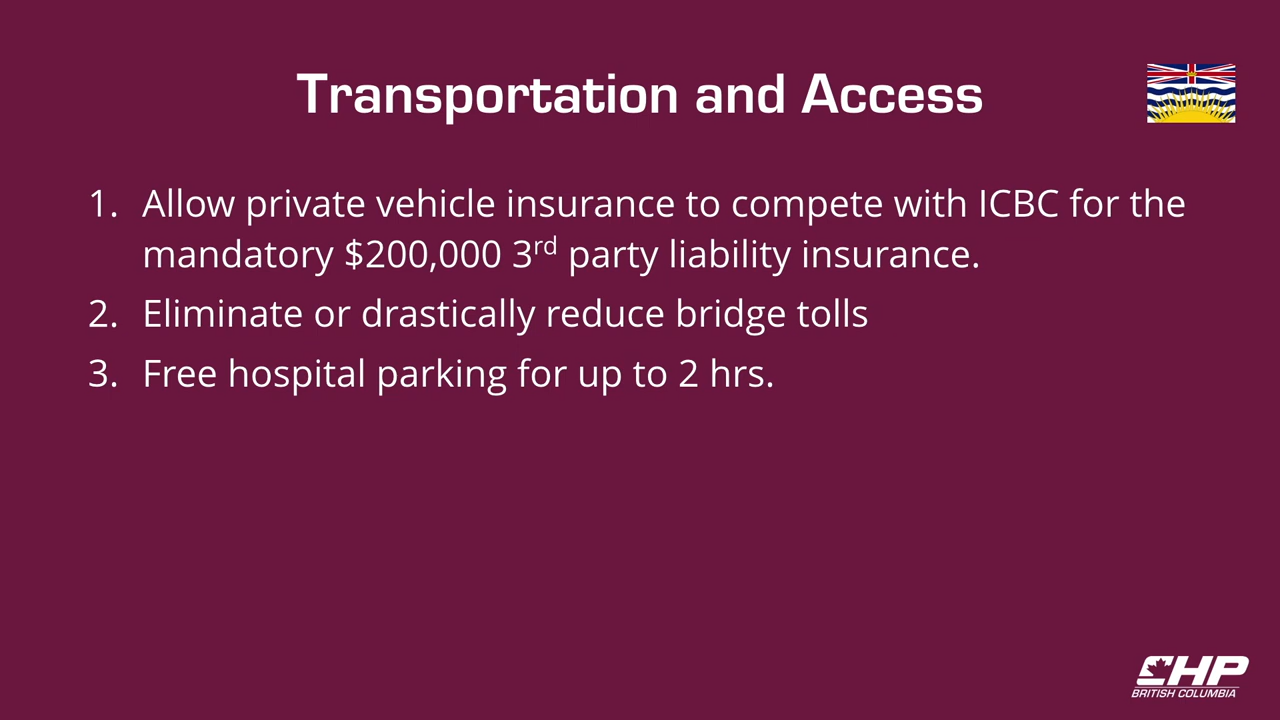 Transportation and Access
1. Allow private vehicle insurance to compete with ICBC for the
mandatory $200,000 3rd party liability insurance.
2. Eliminate or drastically reduce bridge tolls
3. Free hospital parking for up to 2 hrs.
CHP
BRITISH COLUMBIA